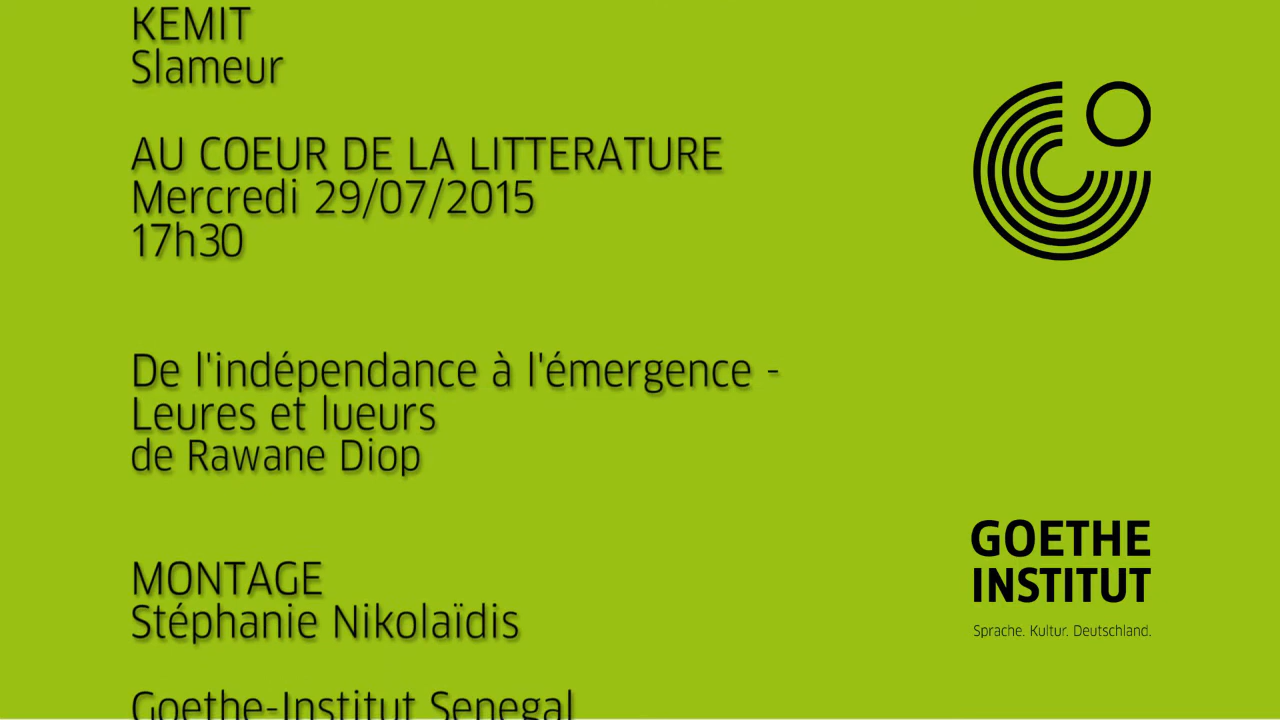 KEMIT
Slameur
AU COEUR DE LA LITTERATURE
Mercredi 29/07/2015
17h30
De l'indépendance à l'émergence -
Leures et lueurs
de Rawane Diop
MONTAGE
Stéphanie Nikolaïdis
Goethe-Institut Senegal
GOETHE
INSTITUT
Sprache. Kultur. Deutschland.